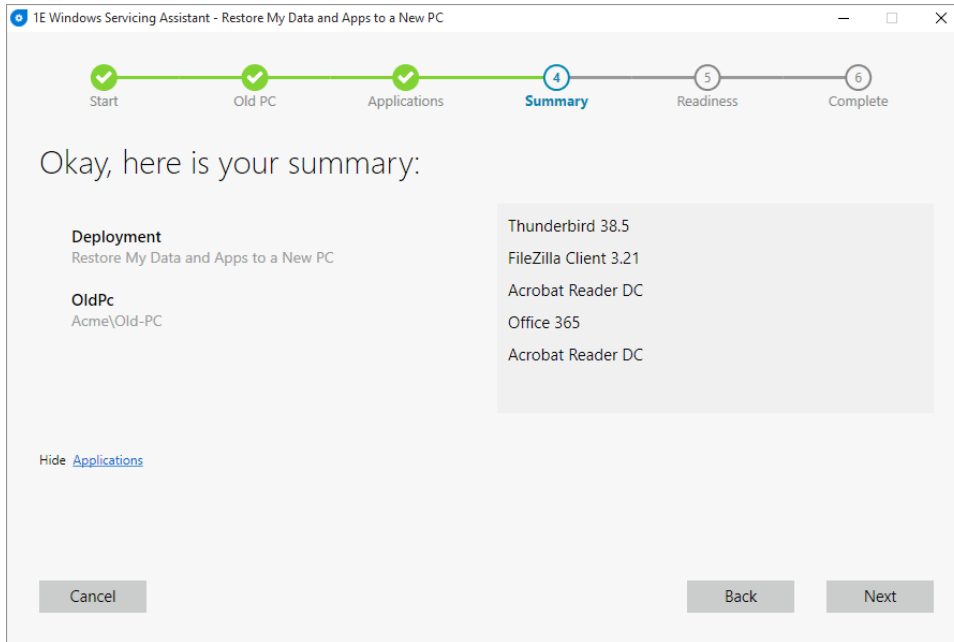 1E Windows Servicing Assistant - Restore My Data and Apps to a New PC
4
5
6
Start
Old PC
Applications
Summary
Readiness
Complete
Okay, here is your summary:
Deployment
Restore My Data and Apps to a New PC
OldPc
Acme\Old-PC
Thunderbird 38.5
FileZilla Client 3.21
Acrobat Reader DC
Office 365
Acrobat Reader DC
Hide Applications
Cancel
Back
Next